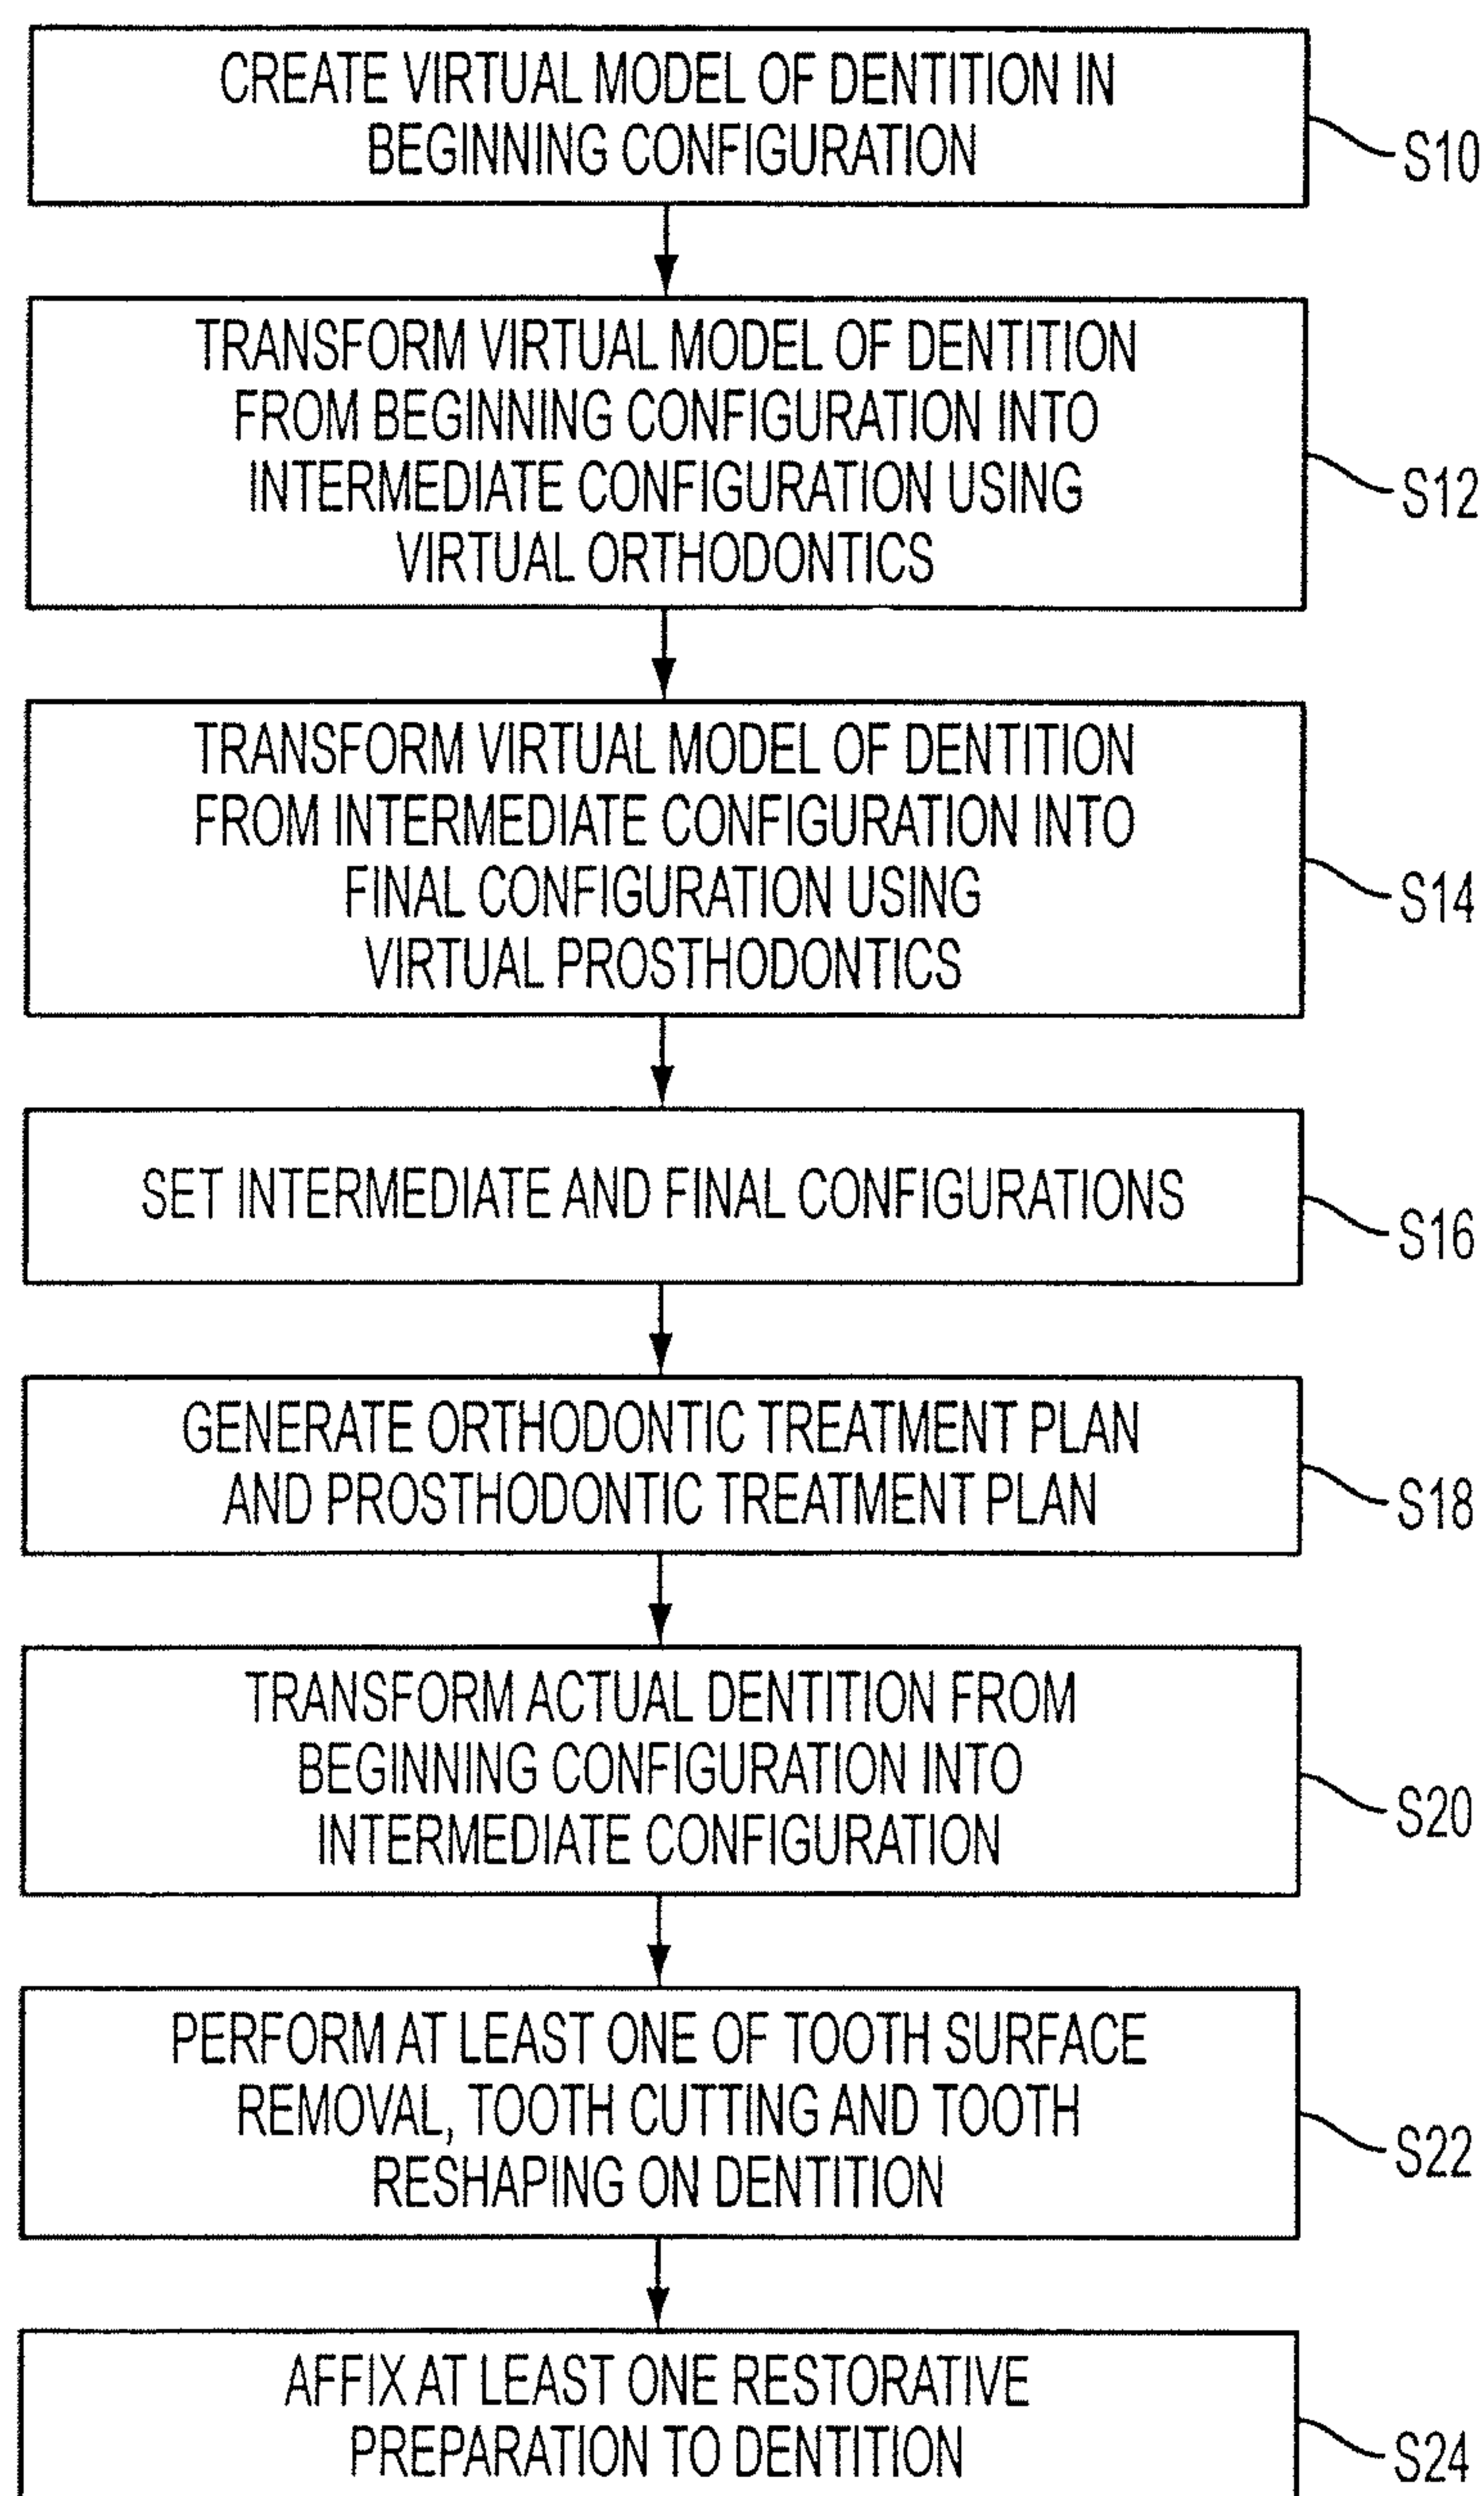 CREATE VIRTUAL MODEL OF DENTITION IN
BEGINNING CONFIGURATION
S10
TRANSFORM VIRTUAL MODEL OF DENTITION
FROM BEGINNING CONFIGURATION INTO
INTERMEDIATE CONFIGURATION USING
VIRTUAL ORTHODONTICS
S12
TRANSFORM VIRTUAL MODEL OF DENTITION
FROM INTERMEDIATE CONFIGURATION INTO
FINAL CONFIGURATION USING
VIRTUAL PROSTHODONTICS
S14
SET INTERMEDIATE AND FINAL CONFIGURATIONS
S16
GENERATE ORTHODONTIC TREATMENT PLAN
AND PROSTHODONTIC TREATMENT PLAN
S18
TRANSFORM ACTUAL DENTITION FROM
BEGINNING CONFIGURATION INTO
INTERMEDIATE CONFIGURATION
S20
PERFORM AT LEAST ONE OF TOOTH SURFACE
REMOVAL, TOOTH CUTTING AND TOOTH
RESHAPING ON DENTITION
S22
AFFIX AT LEAST ONE RESTORATIVE
PREPARATION TO DENTITION
S24